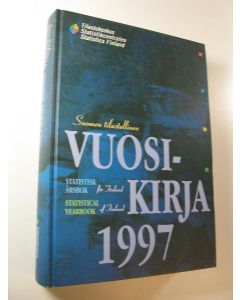 Tilastokeskus
Statistikcentralen
Statistics Finland
Suomen tilastollinen
VUOSI-
STATISTISK
ÅRSBOK för Finland
KIRJA
STATISTICAL
YEARBOOK of Finland
1997